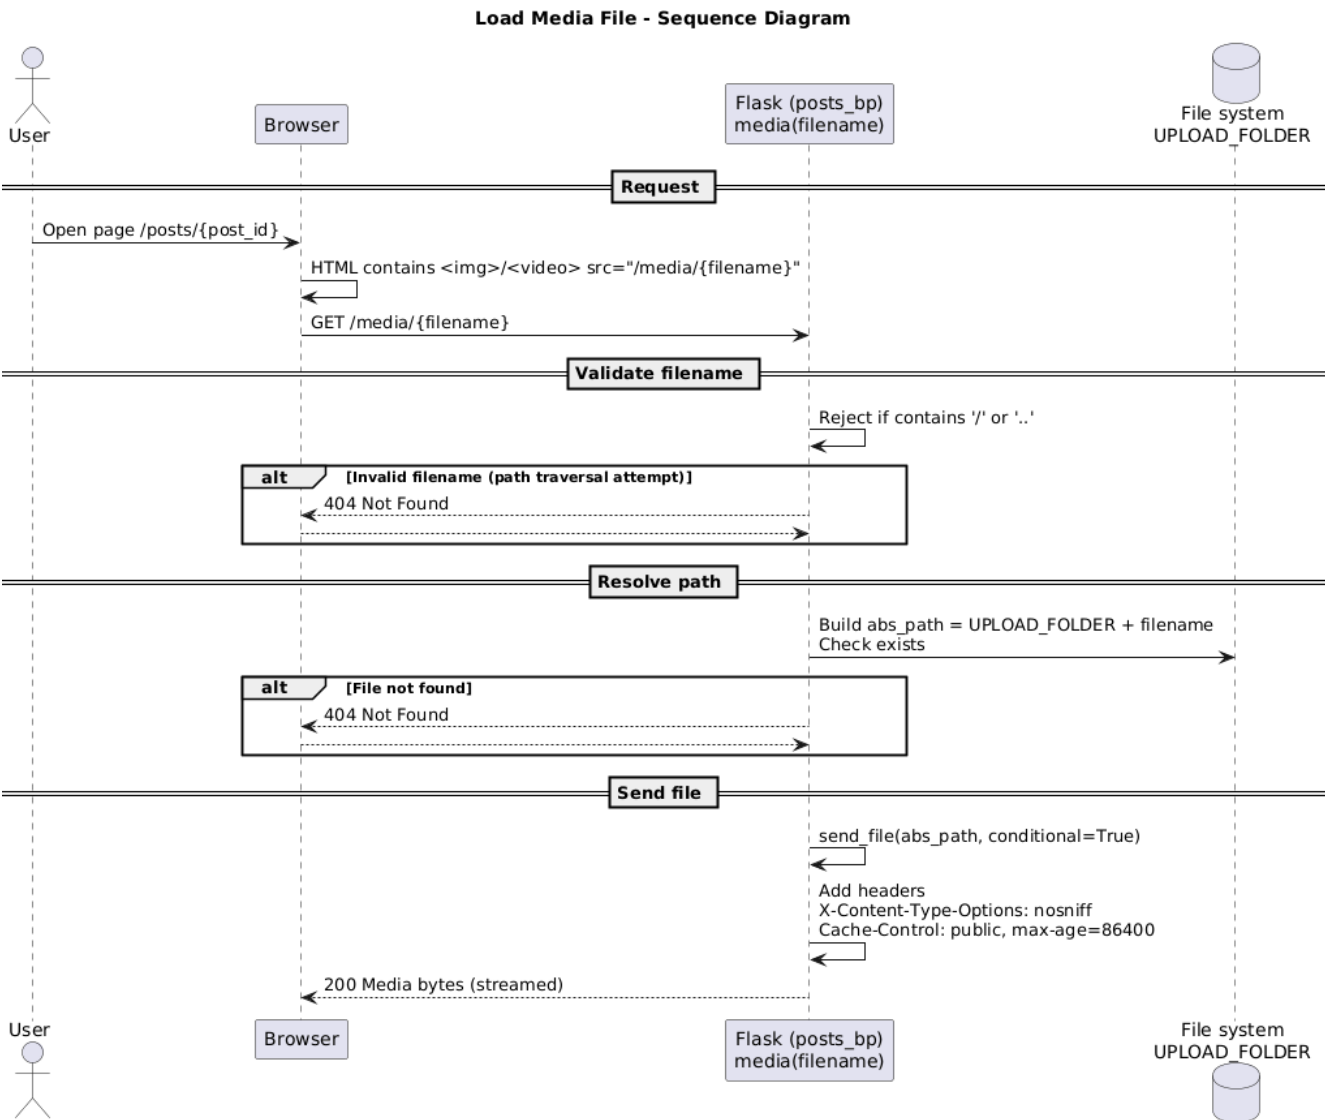 Load Media File - Sequence Diagram
User
Browser
Flask (posts_bp)
media(filename)
File system
UPLOAD_FOLDER
Request
Open page /posts/{post_id}
HTML contains <img>/<video> src="/media/{filename}"
GET /media/{filename}
Validate filename
Reject if contains '/' or '..'
alt [Invalid filename (path traversal attempt)]
404 Not Found
Resolve path
Build abs_path = UPLOAD_FOLDER + filename
Check exists
alt [File not found]
404 Not Found
Send file
send_file(abs_path, conditional=True)
Add headers
X-Content-Type-Options: nosniff
Cache-Control: public, max-age=86400
200 Media bytes (streamed)
User
Browser
Flask (posts_bp)
media(filename)
File system
UPLOAD_FOLDER